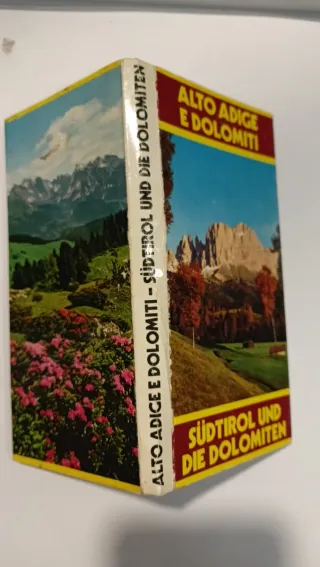 ALTO ADIGE
E DOLOMITI
ALTO ADIGE E DOLOMITI - SÜDTIROL UND DIE DOLOMITEN
SÜDTIROL UND
DIE DOLOMITEN